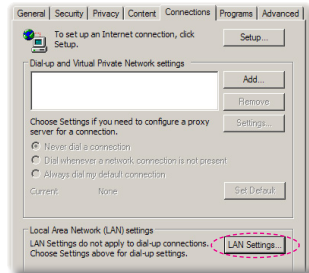 General Security Privacy Content Connections Programs Advanced
To set up an Internet connection, click Setup.
Setup...
Dial-up and Virtual Private Network settings
Add...
Remove
Choose Settings if you need to configure a proxy server for a connection.
Settings...
Never dial a connection
Dial whenever a network connection is not present
Always dial my default connection
Current None
Set Default
Local Area Network (LAN) settings
LAN Settings do not apply to dial-up connections. Choose Settings above for dial-up settings.
LAN Settings...